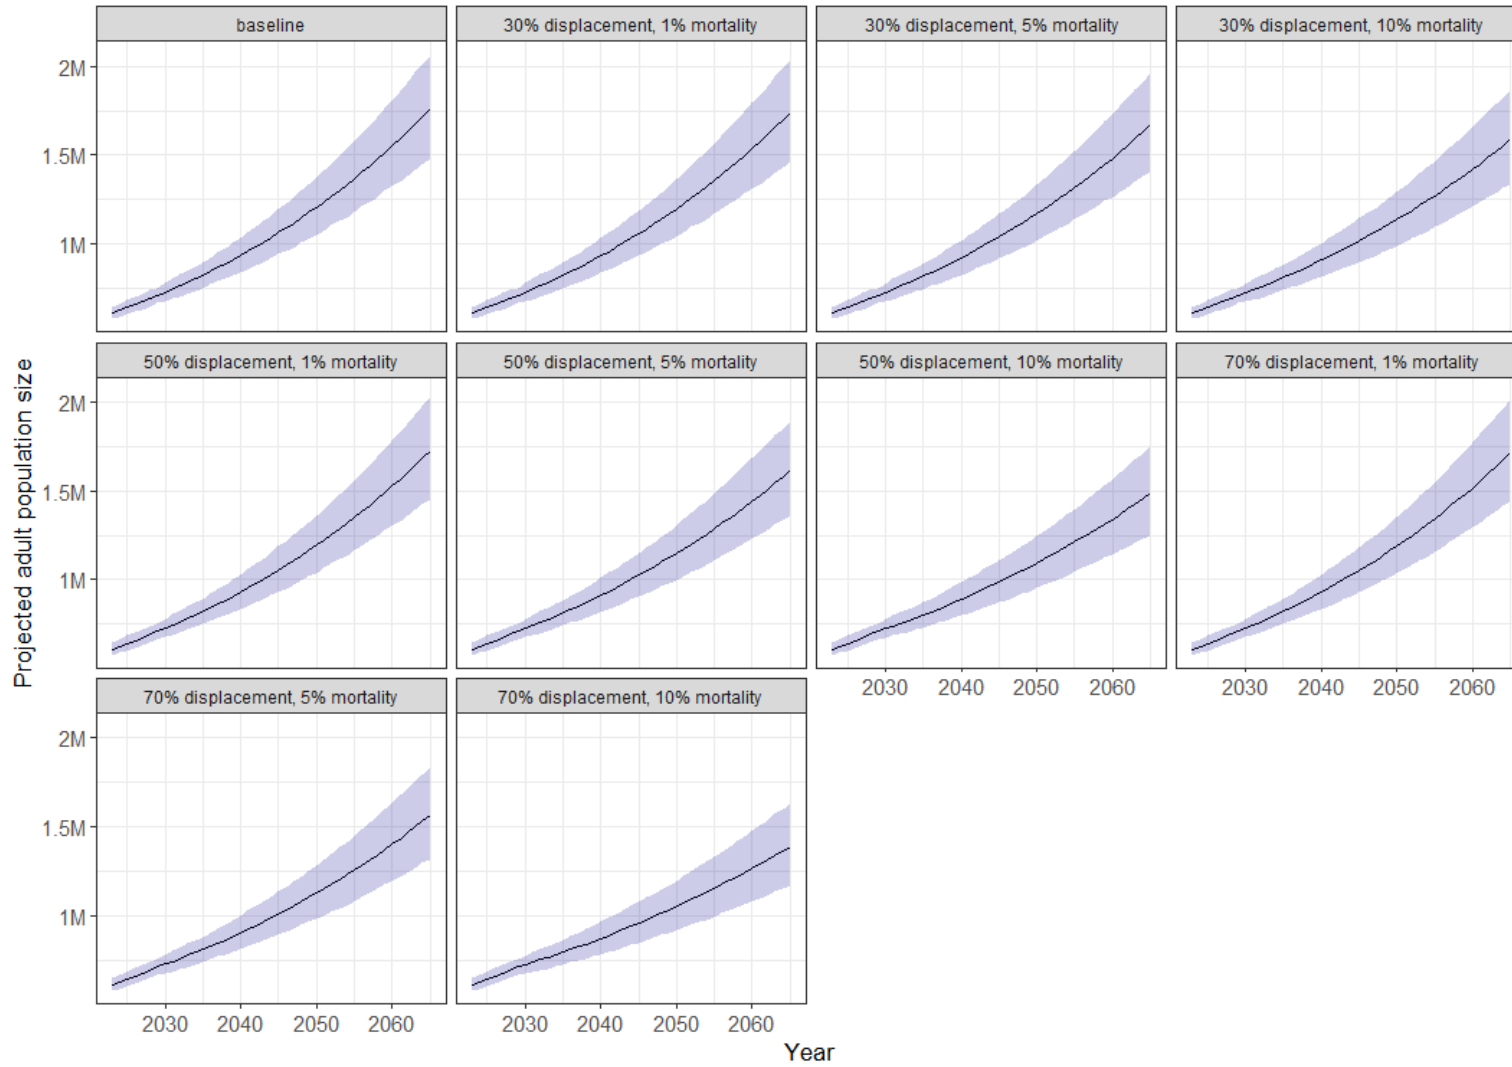 baseline
30% displacement, 1% mortality
30% displacement, 5% mortality
30% displacement, 10% mortality
2M
1.5M
1M
50% displacement, 1% mortality
50% displacement, 5% mortality
50% displacement, 10% mortality
70% displacement, 1% mortality
2M
1.5M
1M
2030 2040 2050 2060
2030 2040 2050 2060
70% displacement, 5% mortality
70% displacement, 10% mortality
2M
1.5M
1M
2030 2040 2050 2060
2030 2040 2050 2060
Projected adult population size
Year